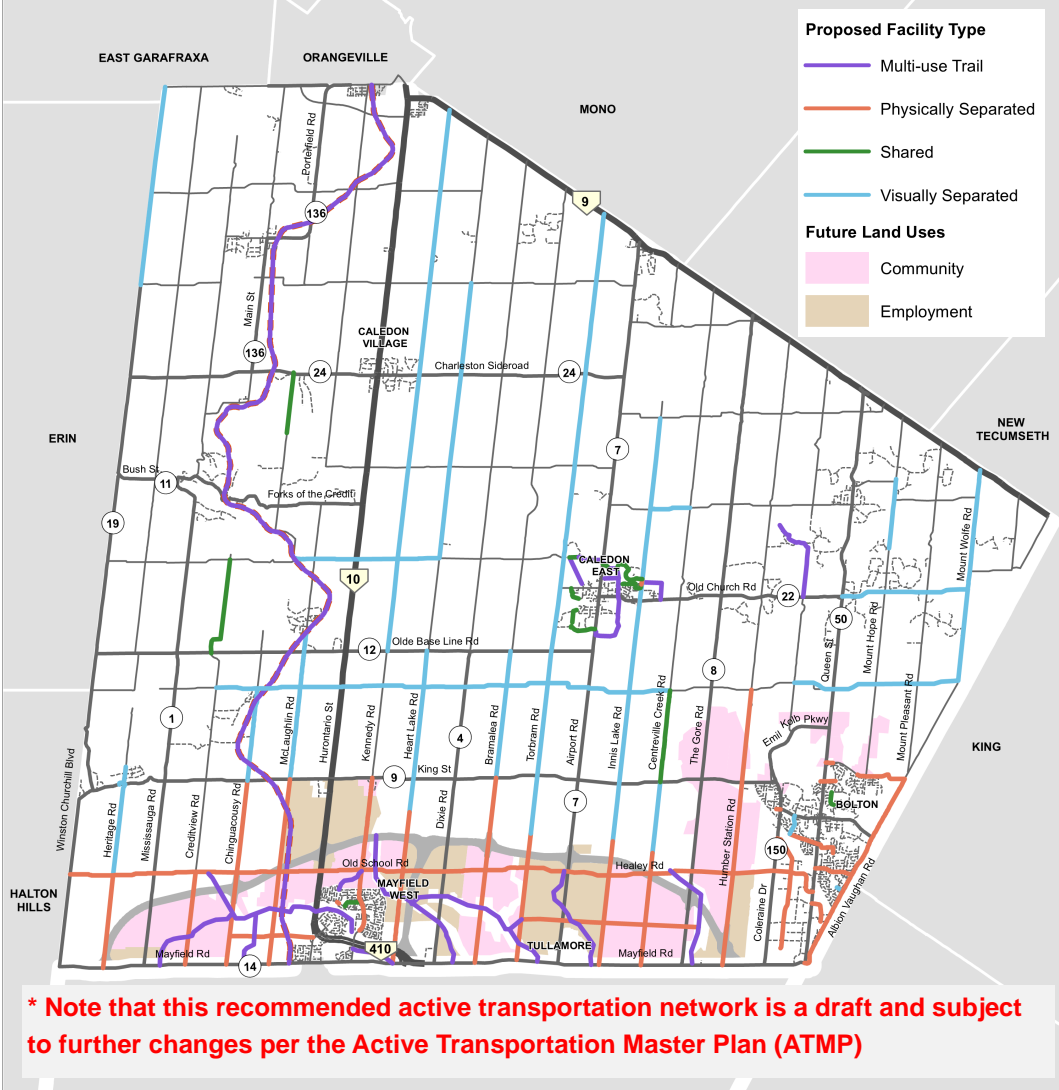 EAST GARAFRAXA
ORANGEVILLE
MONO
Proposed Facility Type
Multi-use Trail
Physically Separated
Shared
Visually Separated
Future Land Uses
Community
Employment
Porterfield Rd
136
9
Main St
136
CALEDON
VILLAGE
24
Charleston Sideroad
24
ERIN
NEW
TECUMSETH
7
Bush St
11
Forks of the Credit
19
Mount Wolfe Rd
10
CALEDON
EAST
Old Church Rd
22
50
12
Olde Base Line Rd
Queen St
Mount Hope Rd
8
1
McLaughlin Rd
Hurontario St
Kennedy Rd
Heart Lake Rd
4
Bramalea Rd
Torbram Rd
Airport Rd
Innis Lake Rd
Centreville Creek Rd
The Gore Rd
Emil Kolb Pkwy
Mount Pleasant Rd
KING
9
King St
7
Winston Churchill Blvd
Heritage Rd
Mississauga Rd
Creditview Rd
Chinguacousy Rd
Dixie Rd
Humber Station Rd
BOLTON
150
Old School Rd
Healey Rd
HALTON
HILLS
MAYFIELD
WEST
Coleraine Dr
Albion Vaughan Rd
410
TULLAMORE
Mayfield Rd
14
Mayfield Rd
* Note that this recommended active transportation network is a draft and subject
to further changes per the Active Transportation Master Plan (ATMP)